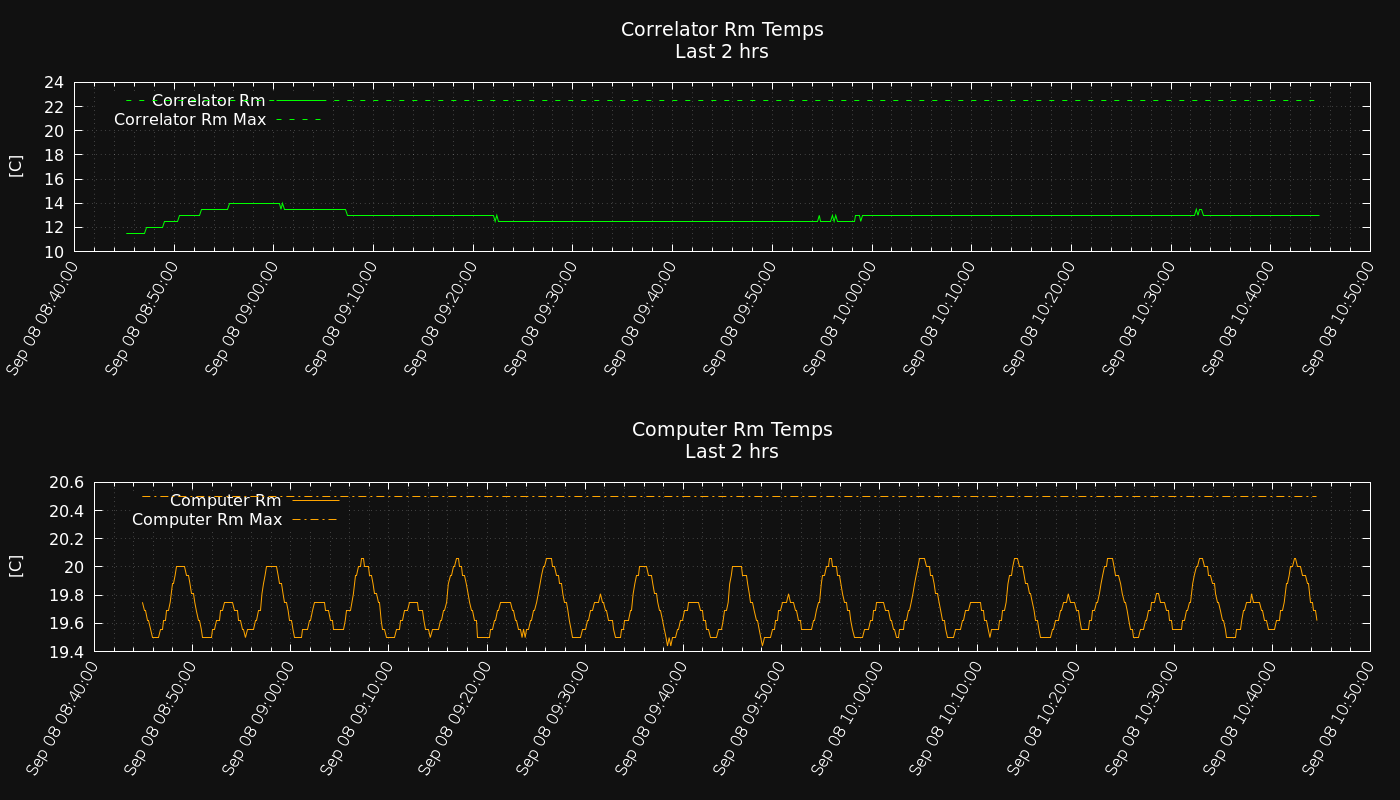 Correlator Rm Temps
Last 2 hrs
24
22
20
18
16
14
12
10
[C]
Correlator Rm
Correlator Rm Max
Sep 08 08:40:00
Sep 08 08:50:00
Sep 08 09:00:00
Sep 08 09:10:00
Sep 08 09:20:00
Sep 08 09:30:00
Sep 08 09:40:00
Sep 08 09:50:00
Sep 08 10:00:00
Sep 08 10:10:00
Sep 08 10:20:00
Sep 08 10:30:00
Sep 08 10:40:00
Sep 08 10:50:00
Computer Rm Temps
Last 2 hrs
20.6
20.4
20.2
20
19.8
19.6
19.4
[C]
Computer Rm
Computer Rm Max
Sep 08 08:40:00
Sep 08 08:50:00
Sep 08 09:00:00
Sep 08 09:10:00
Sep 08 09:20:00
Sep 08 09:30:00
Sep 08 09:40:00
Sep 08 09:50:00
Sep 08 10:00:00
Sep 08 10:10:00
Sep 08 10:20:00
Sep 08 10:30:00
Sep 08 10:40:00
Sep 08 10:50:00